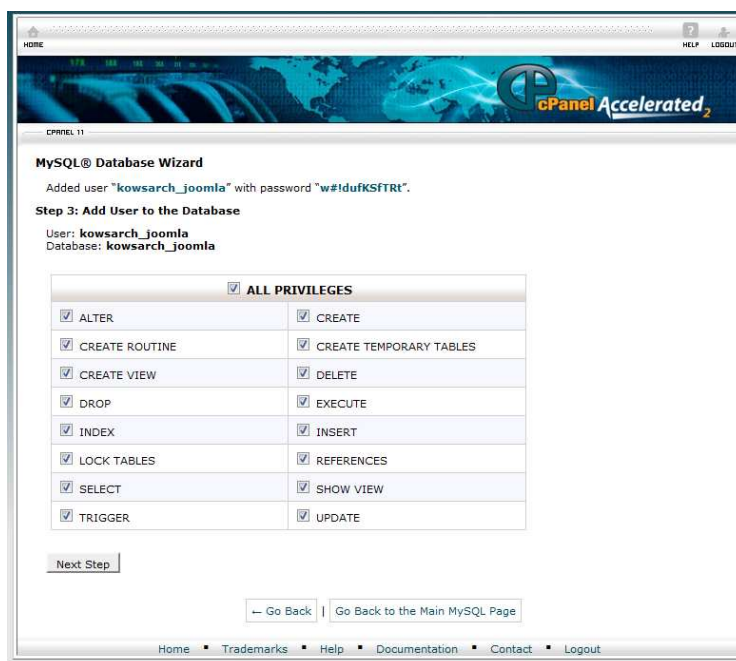 HOME
HELP LOGOUT
cPanel Accelerated2
CPANEL 11
MySQL® Database Wizard
Added user "kowsarch_joomla" with password "w#!dufKSfTRt".
Step 3: Add User to the Database
User: kowsarch_joomla
Database: kowsarch_joomla
ALL PRIVILEGES
ALTER CREATE
CREATE ROUTINE CREATE TEMPORARY TABLES
CREATE VIEW DELETE
DROP EXECUTE
INDEX INSERT
LOCK TABLES REFERENCES
SELECT SHOW VIEW
TRIGGER UPDATE
Next Step
← Go Back | Go Back to the Main MySQL Page
Home ▪ Trademarks ▪ Help ▪ Documentation ▪ Contact ▪ Logout